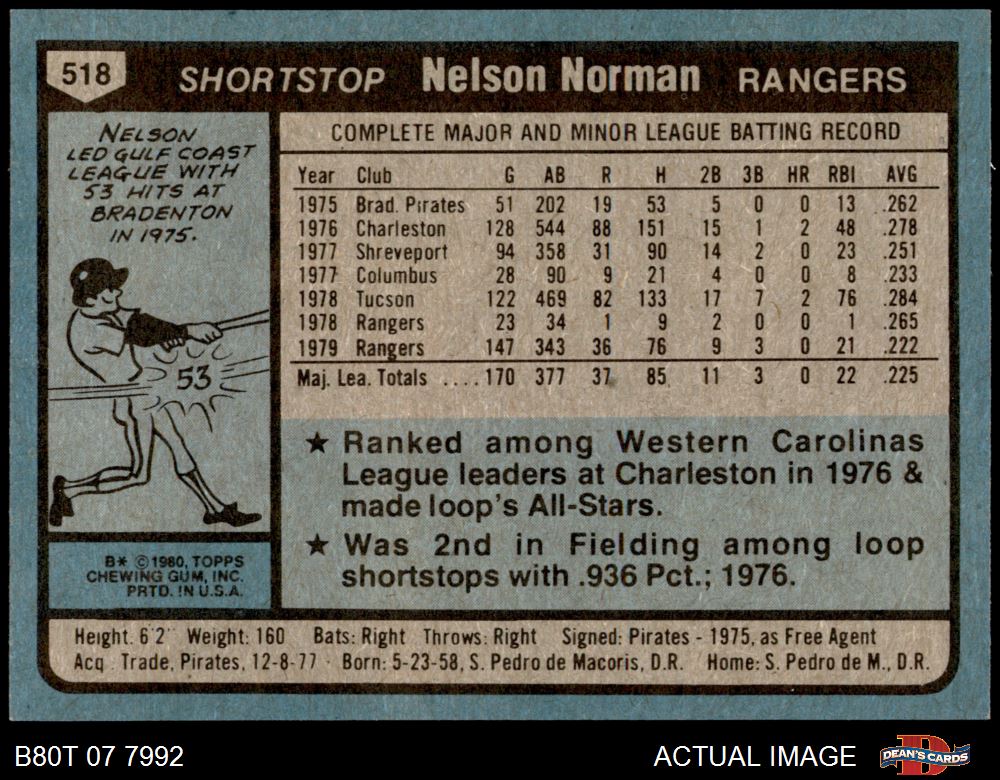 518 SHORTSTOP Nelson Norman RANGERS
NELSON
LED GULF COAST
LEAGUE WITH
53 HITS AT
BRADENTON
IN 1975.
53
B* ©1980, TOPPS
CHEWING GUM, INC.
PRTD. IN U.S.A.
COMPLETE MAJOR AND MINOR LEAGUE BATTING RECORD
Year Club G AB R H 2B 3B HR RBI AVG
1975 Brad. Pirates 51 202 19 53 5 0 0 13 .262
1976 Charleston 128 544 88 151 15 1 2 48 .278
1977 Shreveport 94 358 31 90 14 2 0 23 .251
1977 Columbus 28 90 9 21 4 0 0 8 .233
1978 Tucson 122 469 82 133 17 7 2 76 .284
1978 Rangers 23 34 1 9 2 0 0 1 .265
1979 Rangers 147 343 36 76 9 3 0 21 .222
Maj. Lea. Totals ....170 377 37 85 11 3 0 22 .225
★ Ranked among Western Carolinas
League leaders at Charleston in 1976 &
made loop's All-Stars.
★ Was 2nd in Fielding among loop
shortstops with .936 Pct.; 1976.
Height. 6'2" Weight: 160 Bats: Right Throws: Right Signed: Pirates - 1975, as Free Agent
Acq Trade, Pirates, 12-8-77 · Born: 5-23-58, S. Pedro de Macoris, D.R. Home: S. Pedro de M., D.R.
B80T 07 7992 ACTUAL IMAGE D DEAN'S CARDS